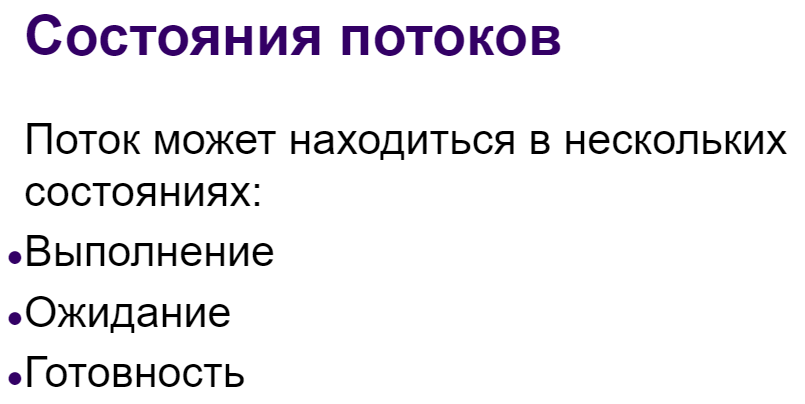 Состояния потоков
Поток может находиться в нескольких
состояниях:
•Выполнение
•Ожидание
•Готовность